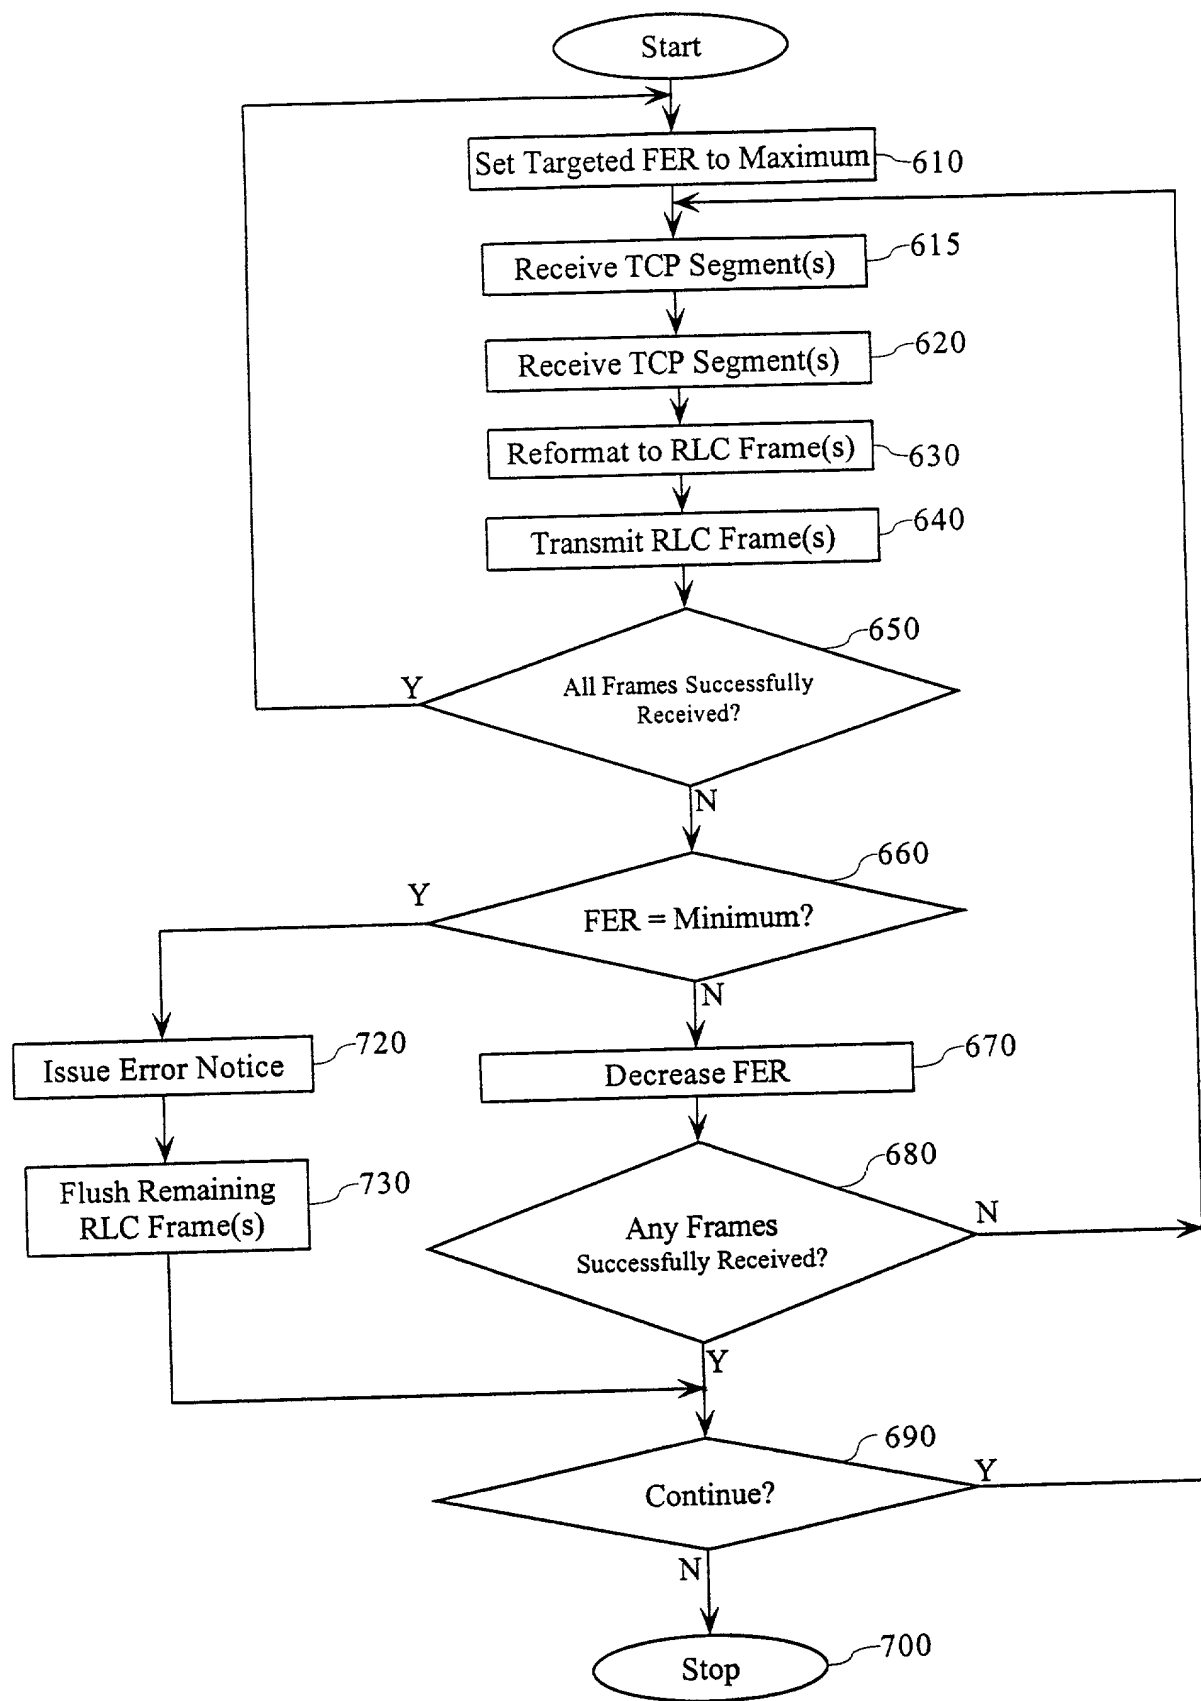 Start
Set Targeted FER to Maximum
610
Receive TCP Segment(s)
615
Receive TCP Segment(s)
620
Reformat to RLC Frame(s)
630
Transmit RLC Frame(s)
640
650
All Frames Successfully
Received?
Y
N
660
Y
FER = Minimum?
N
Issue Error Notice
720
Decrease FER
670
Flush Remaining
RLC Frame(s)
730
680
Any Frames
Successfully Received?
N
Y
690
Continue?
Y
N
Stop
700